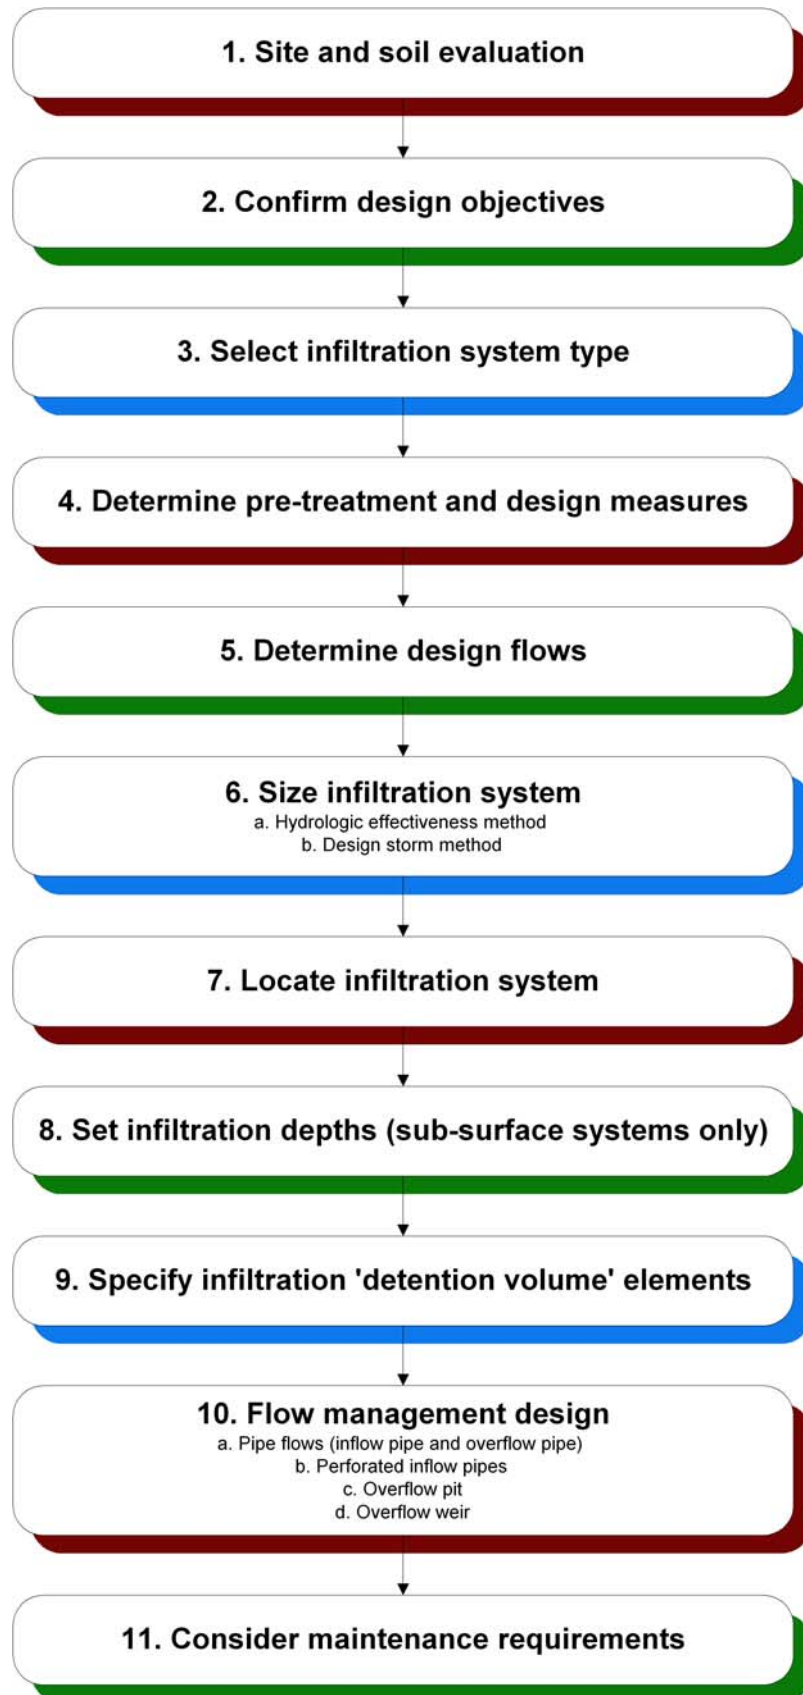 1. Site and soil evaluation
2. Confirm design objectives
3. Select infiltration system type
4. Determine pre-treatment and design measures
5. Determine design flows
6. Size infiltration system
a. Hydrologic effectiveness method
b. Design storm method
7. Locate infiltration system
8. Set infiltration depths (sub-surface systems only)
9. Specify infiltration 'detention volume' elements
10. Flow management design
a. Pipe flows (inflow pipe and overflow pipe)
b. Perforated inflow pipes
c. Overflow pit
d. Overflow weir
11. Consider maintenance requirements